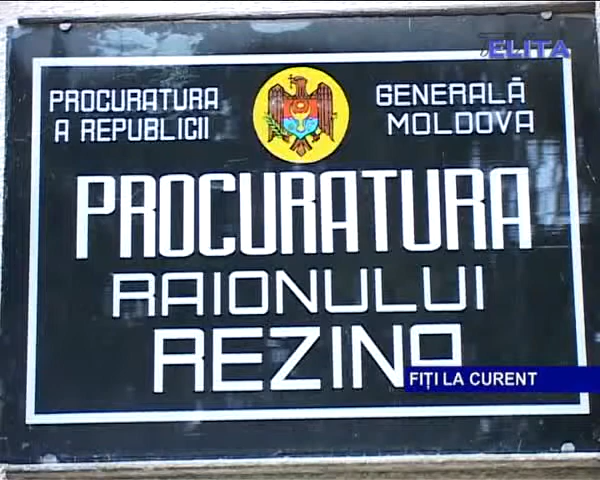 ELITA
PROCURATURA GENERALĂ
A REPUBLICII MOLDOVA
PROCURATURA
RAIONULUI
REZINA
FIȚI LA CURENT